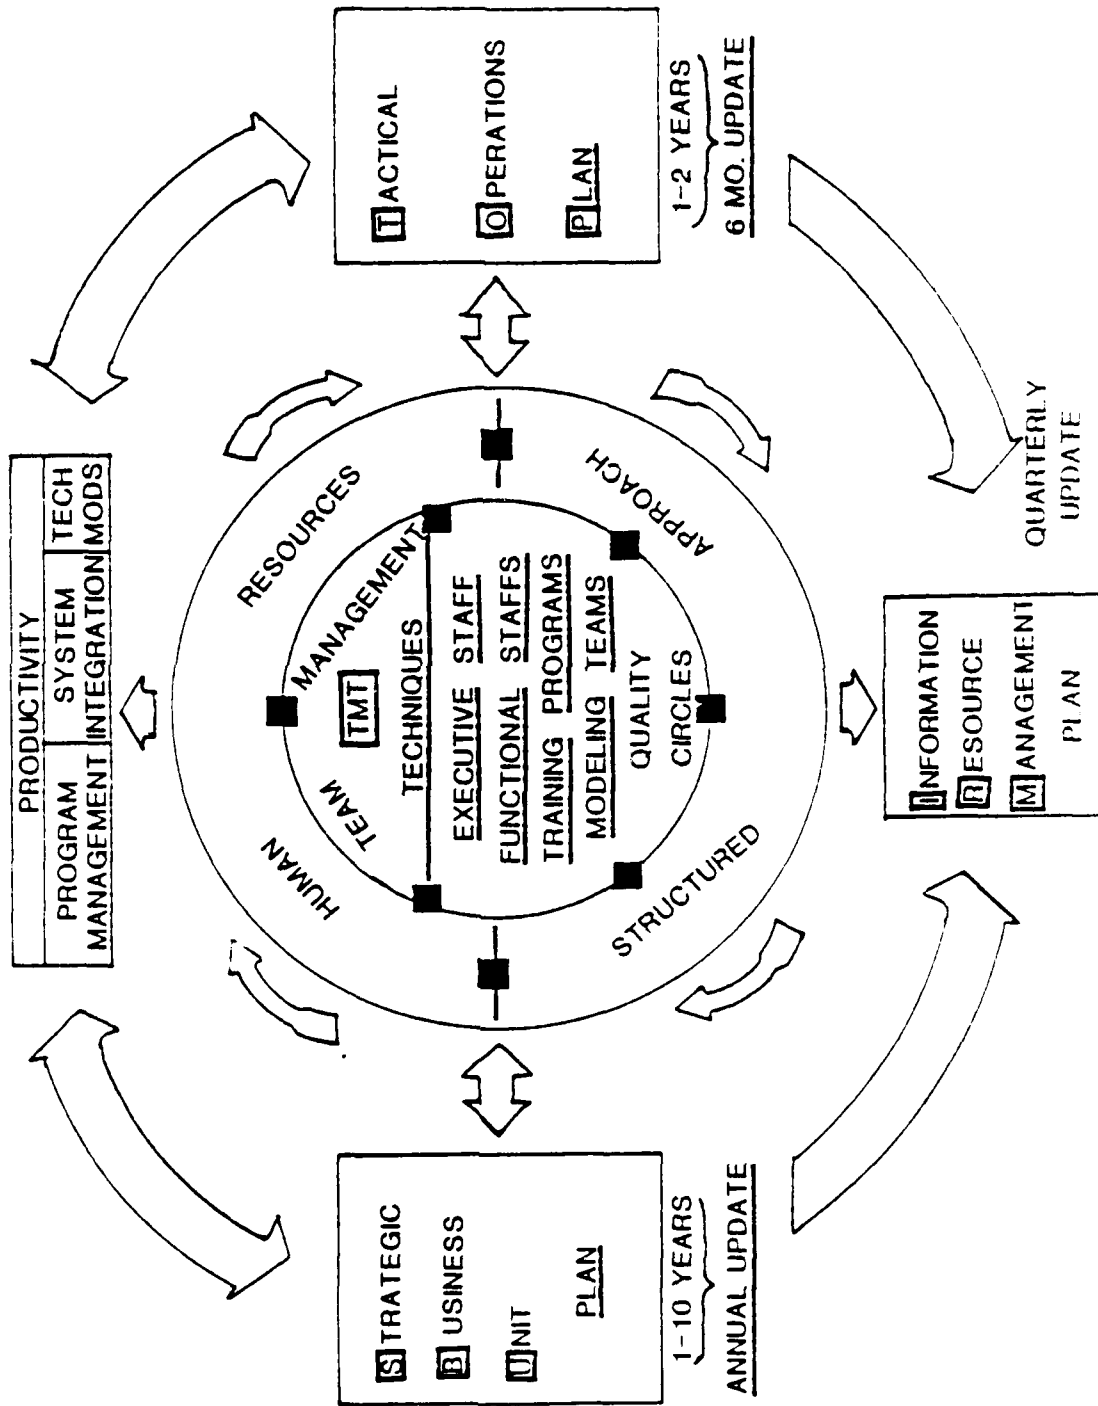 PRODUCTIVITY
PROGRAM MANAGEMENT
SYSTEM INTEGRATION
TECH MODS
STRATEGIC
BUSINESS
UNIT
PLAN
1-10 YEARS
ANNUAL UPDATE
HUMAN RESOURCES
STRUCTURED APPROACH
TEAM MANAGEMENT
TMT
TECHNIQUES
EXECUTIVE STAFF
FUNCTIONAL STAFFS
TRAINING PROGRAMS
MODELING TEAMS
QUALITY
CIRCLES
TACTICAL
OPERATIONS
PLAN
1-2 YEARS
6 MO. UPDATE
INFORMATION
RESOURCE
MANAGEMENT
PLAN
QUARTERLY
UPDATE